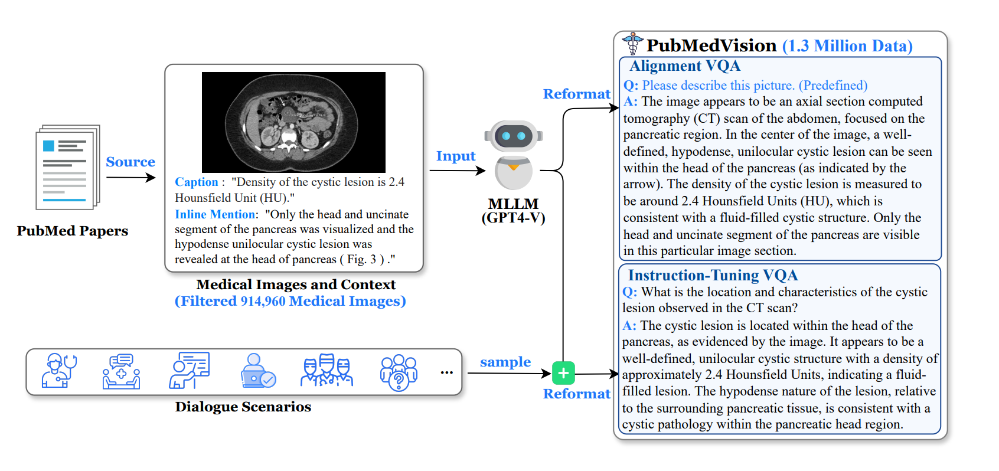 PubMed Papers
Source
Caption : "Density of the cystic lesion is 2.4
Hounsfield Unit (HU)."
Inline Mention: "Only the head and uncinate
segment of the pancreas was visualized and the
hypodense unilocular cystic lesion was
revealed at the head of pancreas ( Fig. 3 ) ."
Medical Images and Context
(Filtered 914,960 Medical Images)
Input
MLLM
(GPT4-V)
Reformat
Dialogue Scenarios
...
sample
Reformat
PubMedVision (1.3 Million Data)
Alignment VQA
Q: Please describe this picture. (Predefined)
A: The image appears to be an axial section computed
tomography (CT) scan of the abdomen, focused on the
pancreatic region. In the center of the image, a well-
defined, hypodense, unilocular cystic lesion can be seen
within the head of the pancreas (as indicated by the
arrow). The density of the cystic lesion is measured to
be around 2.4 Hounsfield Units (HU), which is
consistent with a fluid-filled cystic structure. Only the
head and uncinate segment of the pancreas are visible
in this particular image section.
Instruction-Tuning VQA
Q: What is the location and characteristics of the cystic
lesion observed in the CT scan?
A: The cystic lesion is located within the head of the
pancreas, as evidenced by the image. It appears to be a
well-defined, unilocular cystic structure with a density of
approximately 2.4 Hounsfield Units, indicating a fluid-
filled lesion. The hypodense nature of the lesion, relative
to the surrounding pancreatic tissue, is consistent with a
cystic pathology within the pancreatic head region.